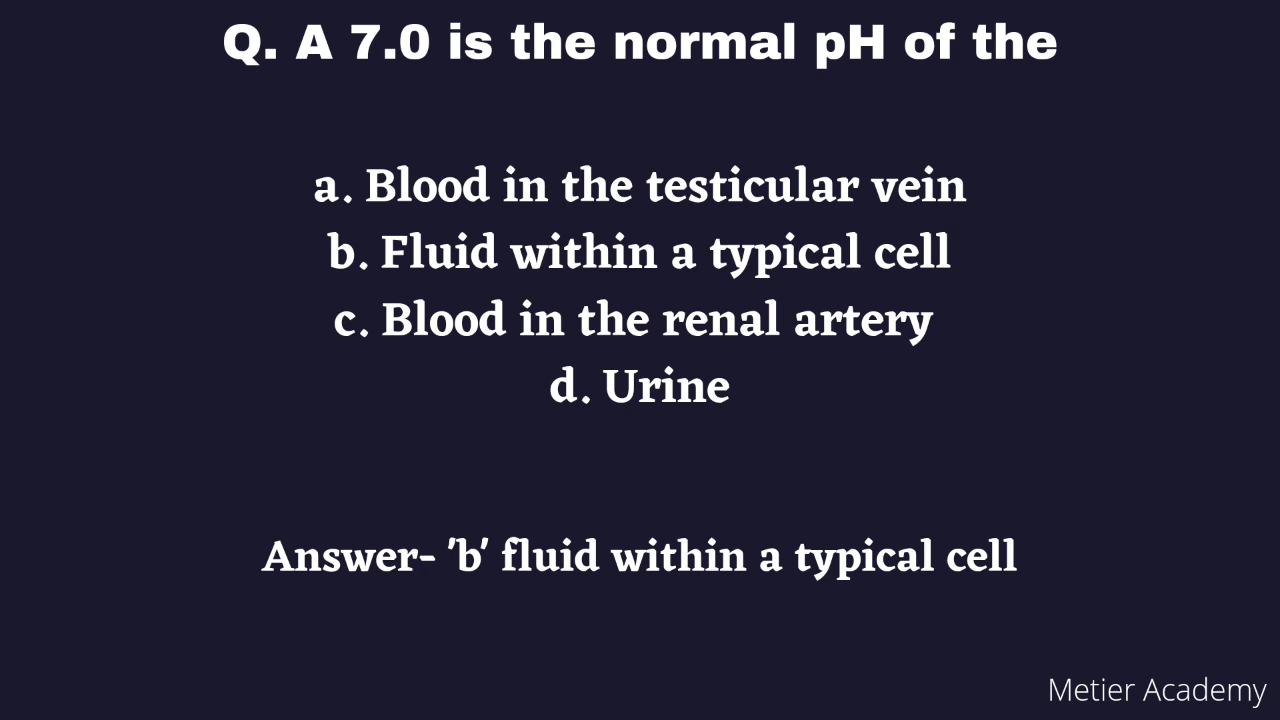 Q. A 7.0 is the normal pH of the
a. Blood in the testicular vein
b. Fluid within a typical cell
c. Blood in the renal artery
d. Urine
Answer- 'b' fluid within a typical cell
Metier Academy